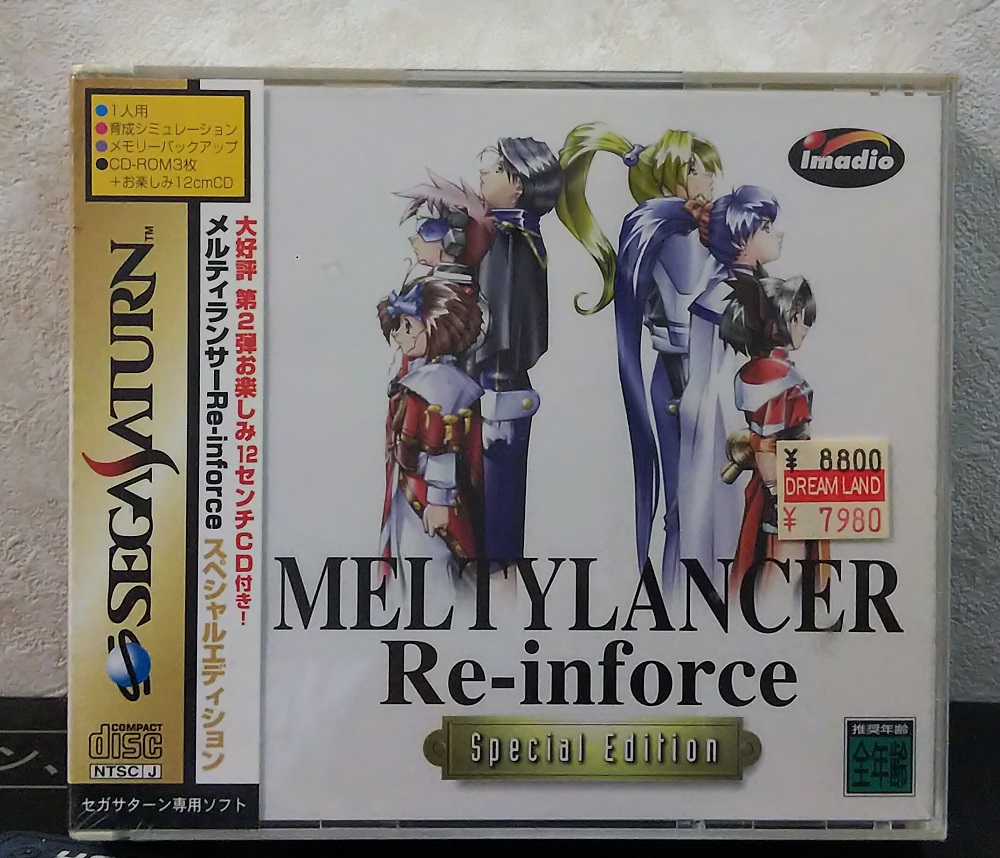 ●1人用
●育成シミュレーション
●メモリーバックアップ
●CD-ROM3枚
+お楽しみ12cmCD
SEGA SATURN™
大好評 第2弾お楽しみ12センチCD付き!
メルティランサーRe-inforce スペシャルエディション
COMPACT
disc
NTSC J
セガサターン専用ソフト
Imadio
¥ 8800
DREAM LAND
¥ 7980
MELTYLANCER
Re-inforce
Special Edition
推奨年齢
全年齢